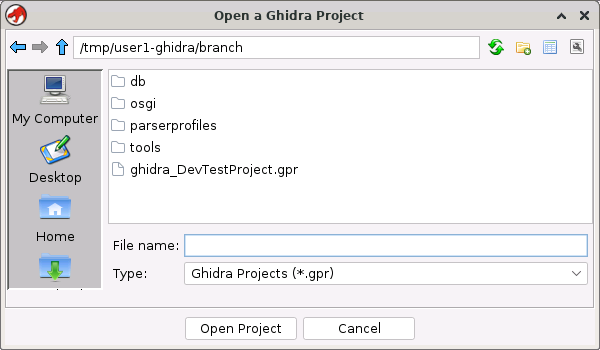 Open a Ghidra Project
/tmp/user1-ghidra/branch
My Computer
Desktop
Home
db
osgi
parserprofiles
tools
ghidra_DevTestProject.gpr
File name:
Type:
Ghidra Projects (*.gpr)
Open Project
Cancel